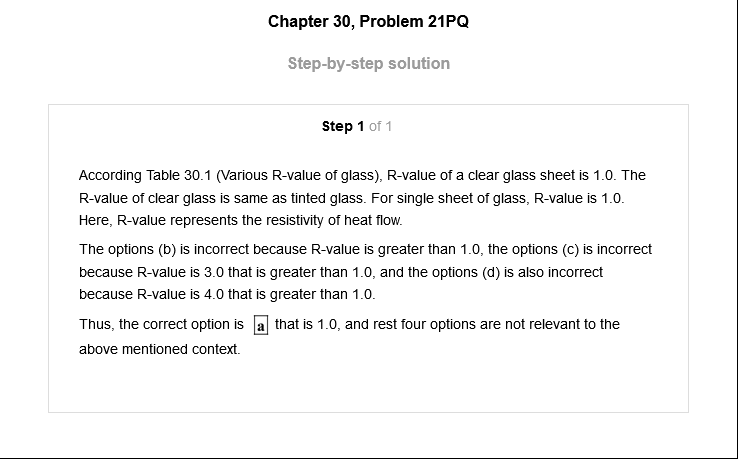 Chapter 30, Problem 21PQ
Step-by-step solution
Step 1 of 1
According Table 30.1 (Various R-value of glass), R-value of a clear glass sheet is 1.0. The
R-value of clear glass is same as tinted glass. For single sheet of glass, R-value is 1.0.
Here, R-value represents the resistivity of heat flow.
The options (b) is incorrect because R-value is greater than 1.0, the options (c) is incorrect
because R-value is 3.0 that is greater than 1.0, and the options (d) is also incorrect
because R-value is 4.0 that is greater than 1.0.
Thus, the correct option is a that is 1.0, and rest four options are not relevant to the
above mentioned context.